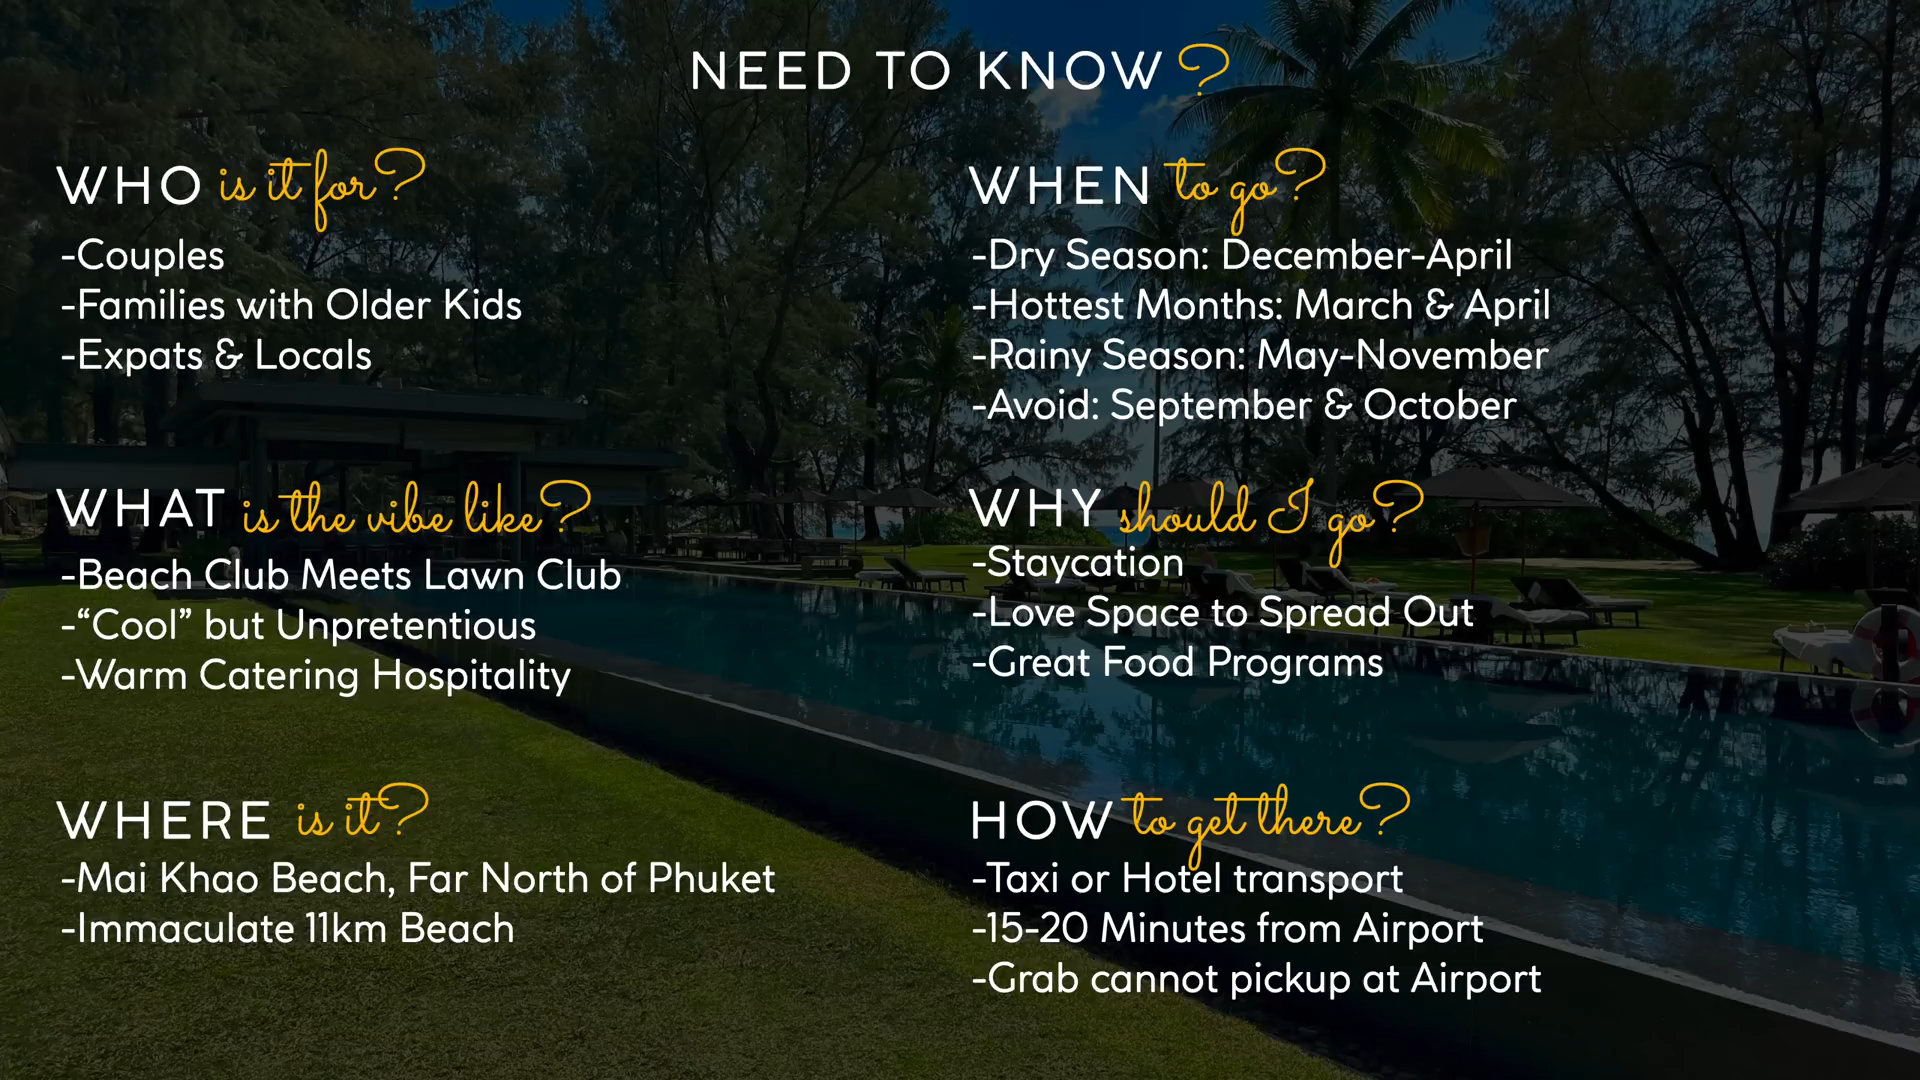 NEED TO KNOW?
WHO is it for?
-Couples
-Families with Older Kids
-Expats & Locals
WHAT is the vibe like?
-Beach Club Meets Lawn Club
-“Cool” but Unpretentious
-Warm Catering Hospitality
WHERE is it?
-Mai Khao Beach, Far North of Phuket
-Immaculate 11km Beach
WHEN to go?
-Dry Season: December-April
-Hottest Months: March & April
-Rainy Season: May-November
-Avoid: September & October
WHY should I go?
-Staycation
-Love Space to Spread Out
-Great Food Programs
HOW to get there?
-Taxi or Hotel transport
-15-20 Minutes from Airport
-Grab cannot pickup at Airport